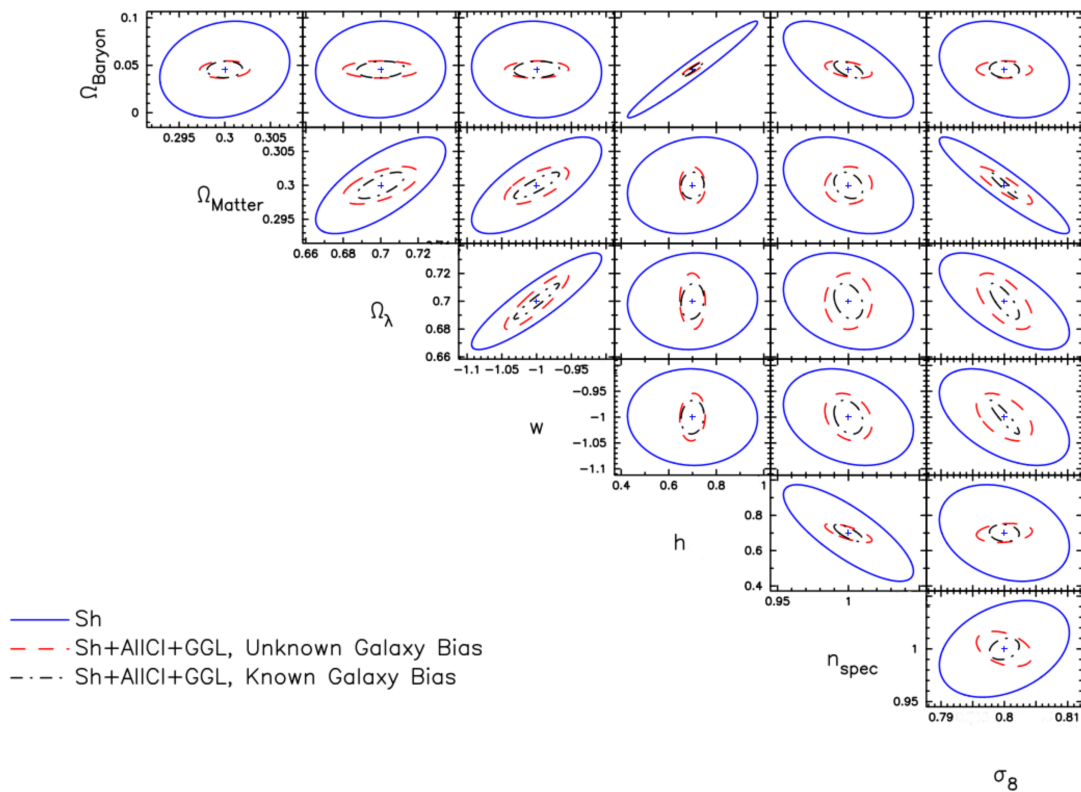 0.1
0.05
0
Ω_Baryon
0.295 0.3 0.305
0.305
0.3
0.295
Ω_Matter
0.66 0.68 0.7 0.72
0.72
0.7
0.68
0.66
Ω_λ
−1.1 −1.05 −1 −0.95
−0.95
−1
−1.05
−1.1
w
0.4 0.6 0.8 1
1
0.8
0.6
0.4
h
0.95 1
1
0.95
n_spec
0.79 0.8 0.81
σ_8
Sh
Sh+AllCl+GGL, Unknown Galaxy Bias
Sh+AllCl+GGL, Known Galaxy Bias